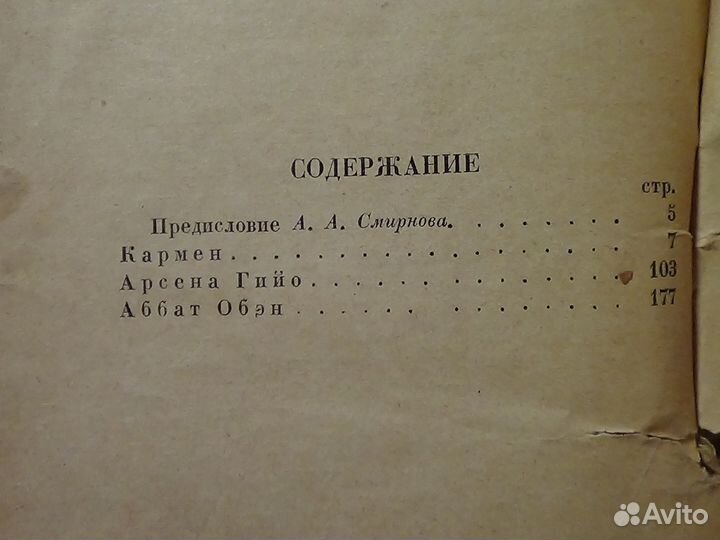 СОДЕРЖАНИЕ
стр.
Предисловие А. А. Смирнова. . . . . . . . 5
Кармен . . . . . . . . . . . . . . . . 7
Арсена Гийо . . . . . . . . . . . . . 103
Аббат Обэн . . . . . . . . . . . . . 177
Avito